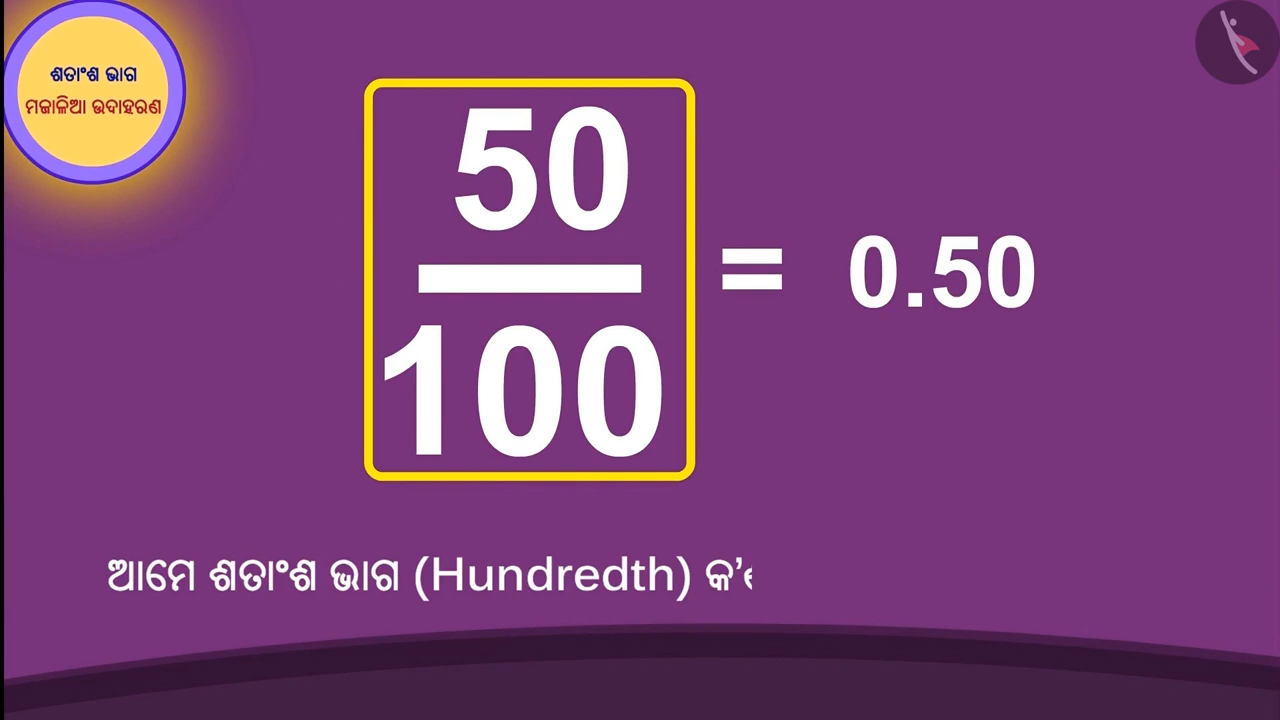 ଶତାଂଶ ଭାଗ
ମଜାଳିଆ ଉଦାହରଣ
50
100
= 0.50
ଆମେ ଶତାଂଶ ଭାଗ (Hundredth)